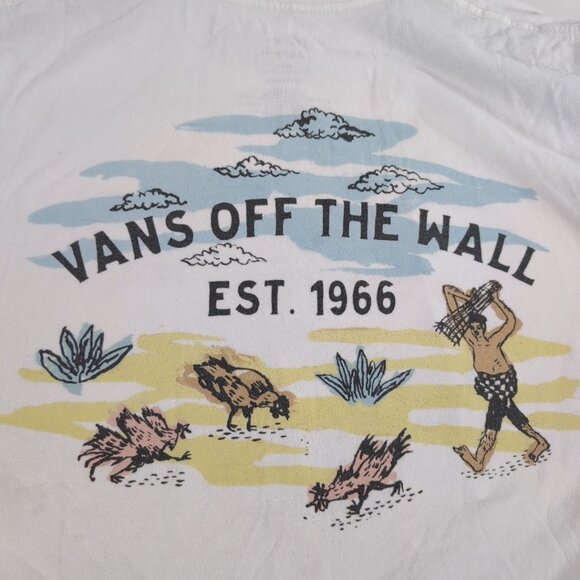 VANS OFF THE WALL
EST. 1966